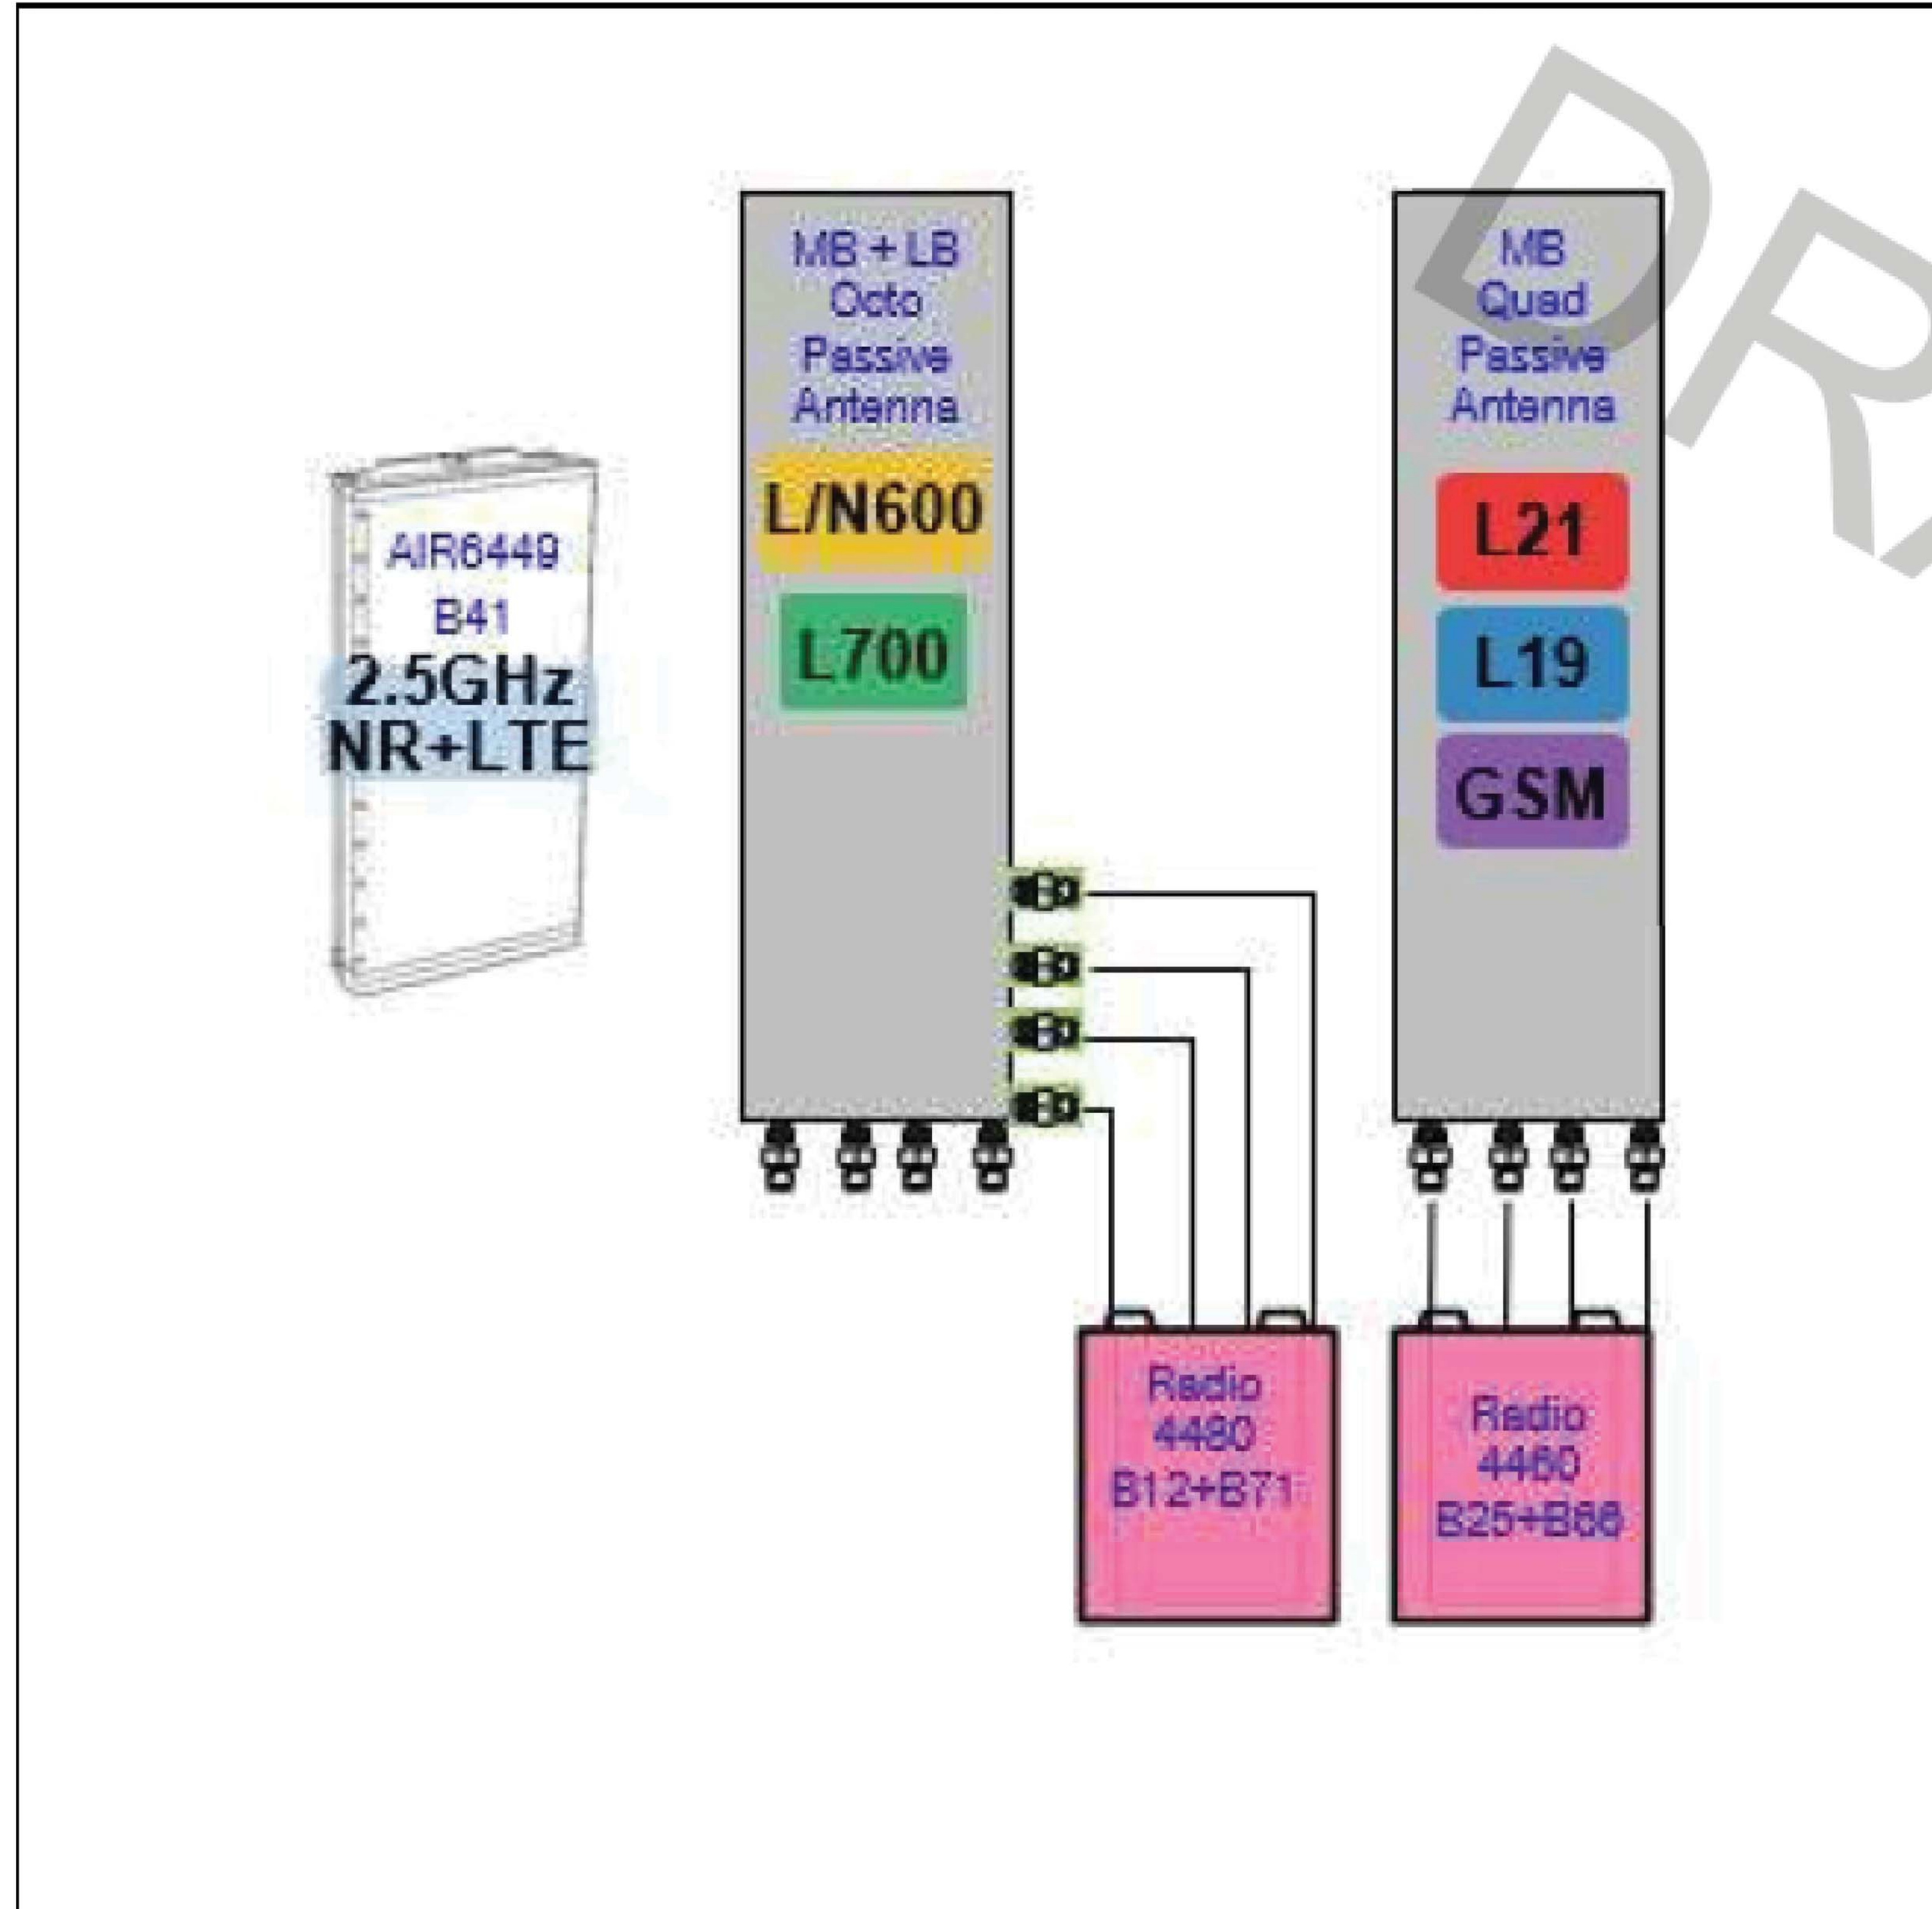 AIR6449
B41
2.5GHz
NR+LTE
MB + LB
Octo
Passive
Antenna
L/N600
L700
MB
Quad
Passive
Antenna
L21
L19
GSM
Radio
4480
B12+B71
Radio
4460
B25+B66
DR